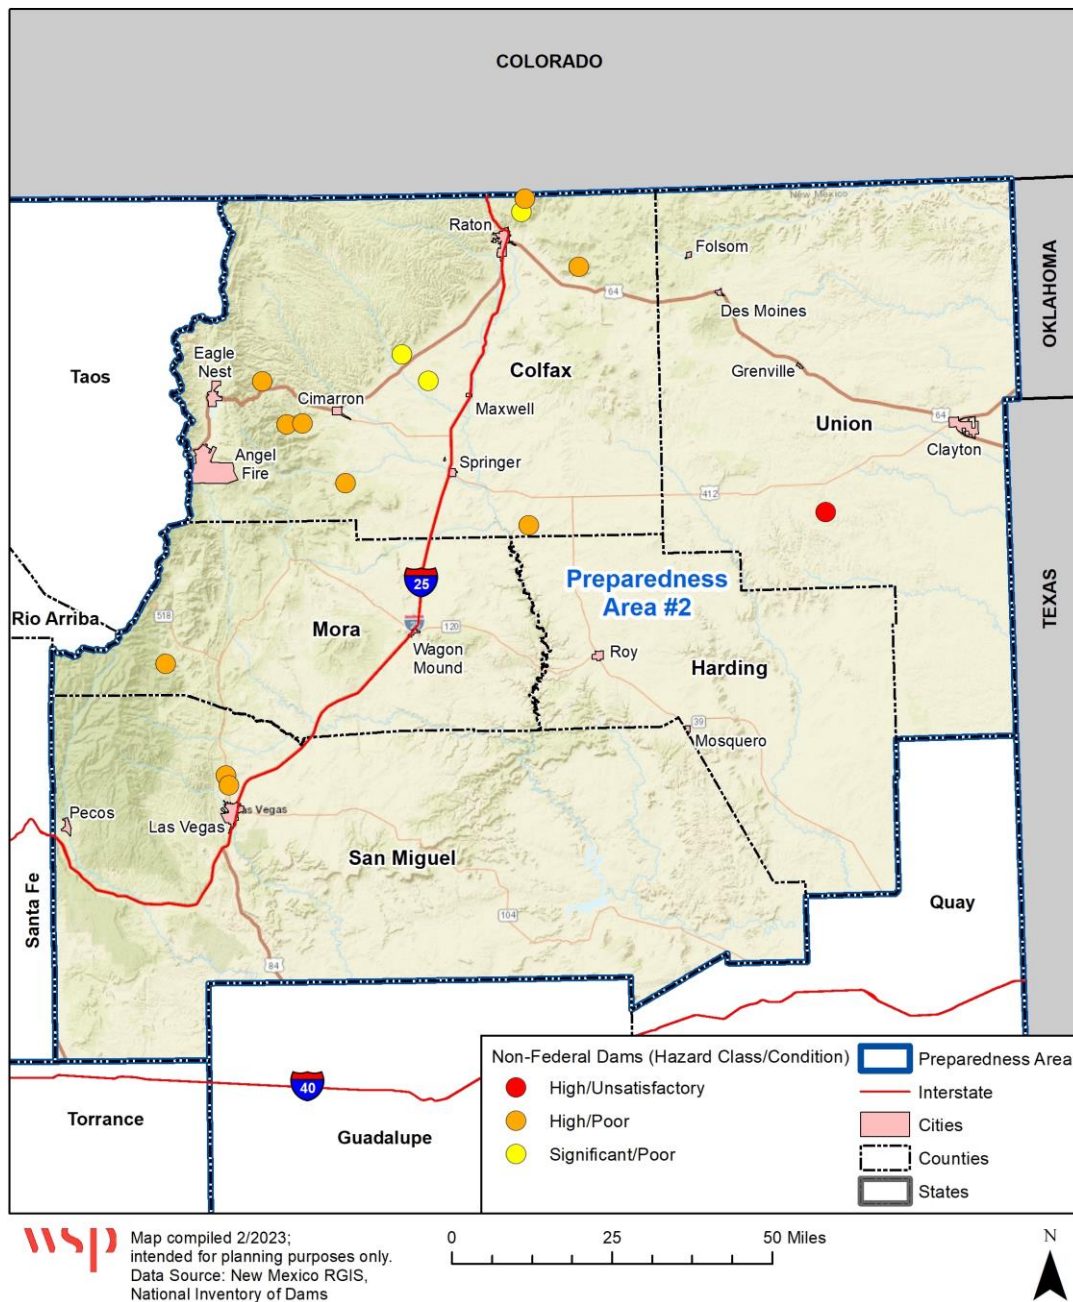 COLORADO
New Mexico
Raton
Folsom
64
Des Moines
OKLAHOMA
Taos
Eagle
Nest
Colfax
Grenville
Cimarron
Maxwell
Union
64
Clayton
Angel
Fire
Springer
412
Preparedness
Area #2
25
TEXAS
Rio Arriba
518
Mora
120
Wagon
Mound
Roy
Harding
39
Mosquero
Pecos
Las Vegas
Las Vegas
San Miguel
Santa Fe
104
Quay
84
40
Torrance
Guadalupe
Non-Federal Dams (Hazard Class/Condition)
High/Unsatisfactory
High/Poor
Significant/Poor
Preparedness Area
Interstate
Cities
Counties
States
wsp
Map compiled 2/2023;
intended for planning purposes only.
Data Source: New Mexico RGIS,
National Inventory of Dams
0 25 50 Miles
N